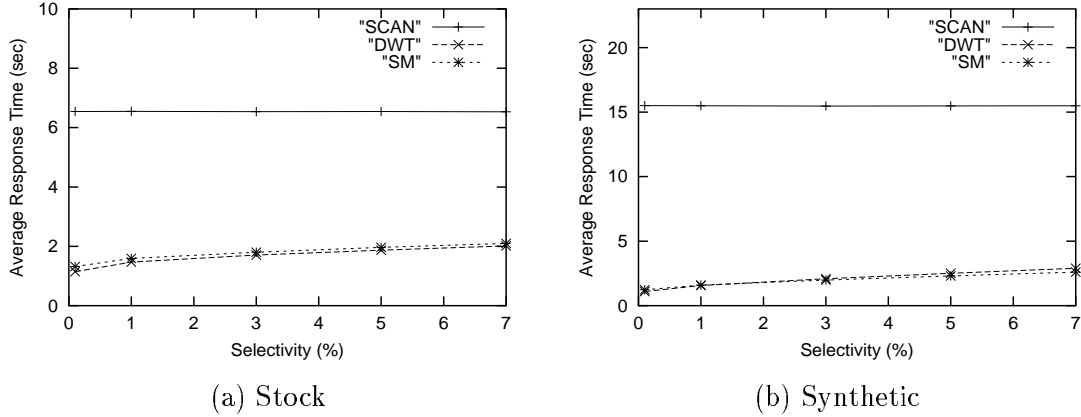 10
8
6
4
2
0
Average Response Time (sec)
"SCAN"
"DWT"
"SM"
0 1 2 3 4 5 6 7
Selectivity (%)
(a) Stock
20
15
10
5
0
Average Response Time (sec)
"SCAN"
"DWT"
"SM"
0 1 2 3 4 5 6 7
Selectivity (%)
(b) Synthetic